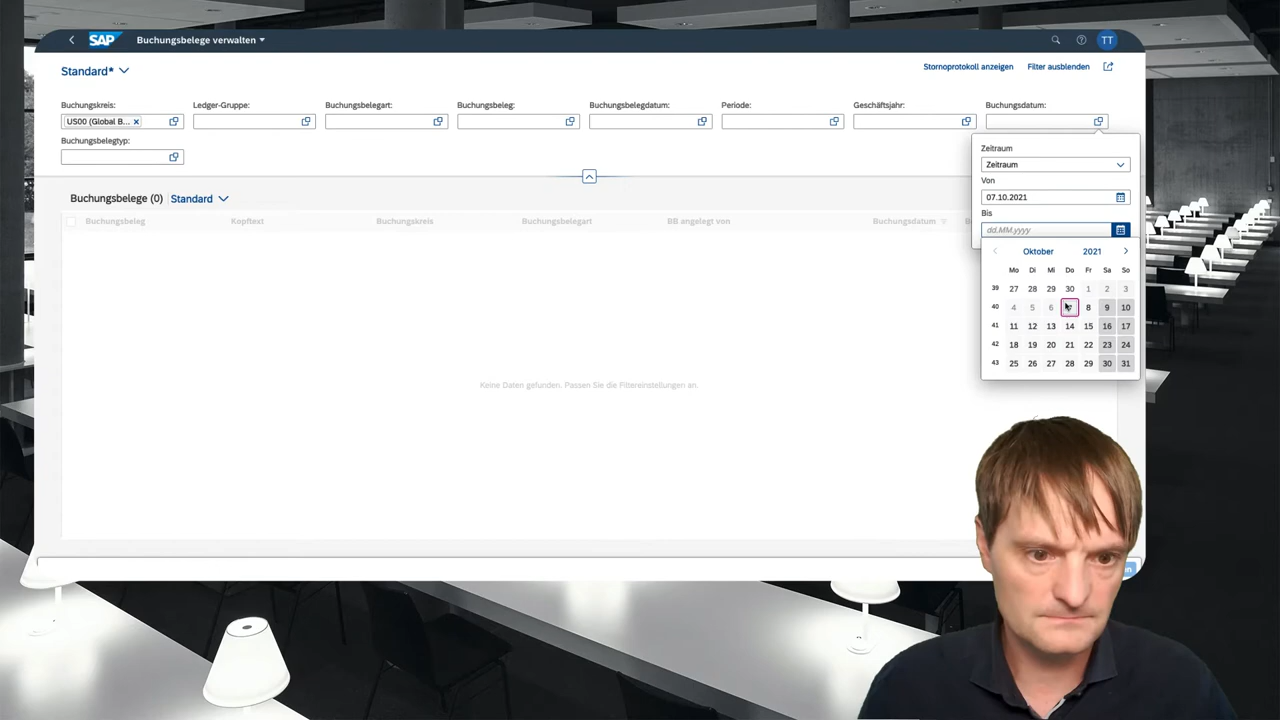 SAP Buchungsbelege verwalten TT
Standard* Stornoprotokoll anzeigen Filter ausblenden
Buchungskreis: Ledger-Gruppe: Buchungsbelegart: Buchungsbeleg: Buchungsbelegdatum: Periode: Geschäftsjahr: Buchungsdatum:
US00 (Global B...
Buchungsbelegtyp:
Zeitraum
Zeitraum
Von
07.10.2021
Bis
dd.MM.yyyy
Buchungsbelege (0) Standard
Buchungsbeleg Kopftext Buchungskreis Buchungsbelegart BB angelegt von Buchungsdatum
Keine Daten gefunden. Passen Sie die Filtereinstellungen an.
Oktober 2021
Mo Di Mi Do Fr Sa So
39 27 28 29 30 1 2 3
40 4 5 6 7 8 9 10
41 11 12 13 14 15 16 17
42 18 19 20 21 22 23 24
43 25 26 27 28 29 30 31